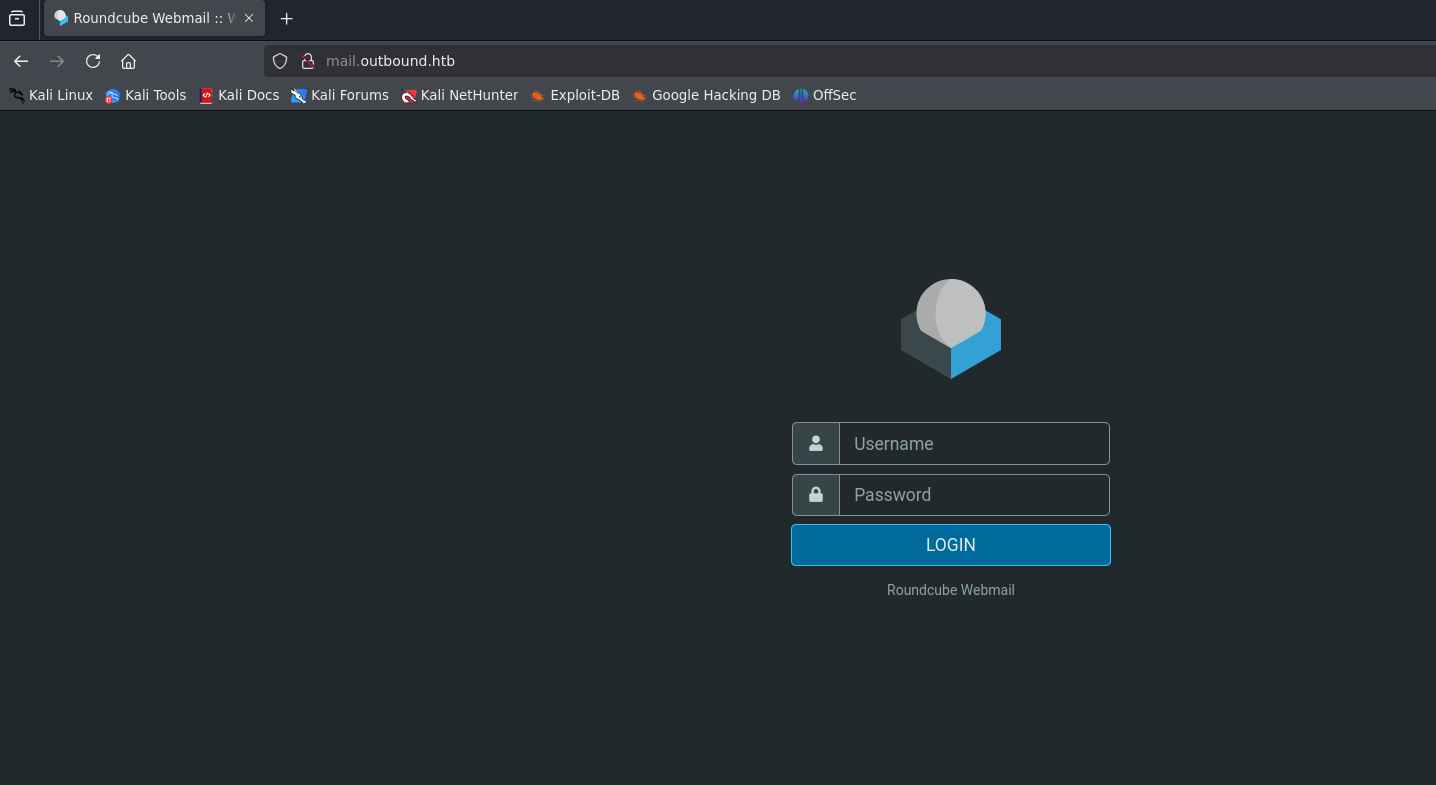 Roundcube Webmail :: W
mail.outbound.htb
Kali Linux Kali Tools Kali Docs Kali Forums Kali NetHunter Exploit-DB Google Hacking DB OffSec
Username
Password
LOGIN
Roundcube Webmail